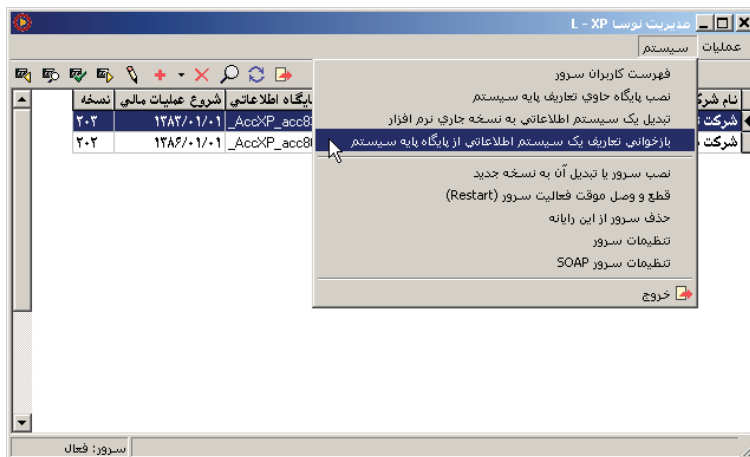 مدیریت نوسا L - XP
عملیات سیستم
فهرست کاربران سرور
نصب پایگاه حاوی تعاریف پایه سیستم
تبدیل یک سیستم اطلاعاتی به نسخه جاری نرم افزار
بازخوانی تعاریف یک سیستم اطلاعاتی از پایگاه پایه سیستم
نصب سرور یا تبدیل آن به نسخه جدید
قطع و وصل موقت فعالیت سرور (Restart)
حذف سرور از این رایانه
تنظیمات سرور
تنظیمات سرور SOAP
خروج
نام پایگاه اطلاعاتی شروع عملیات مالی نسخه
شرکت _AccXP_acc8 ۱۳۸۳/۰۱/۰۱ ۲۰۳
شرکت _AccXP_acc8 ۱۳۸۶/۰۱/۰۱ ۲۰۲
سرور: فعال